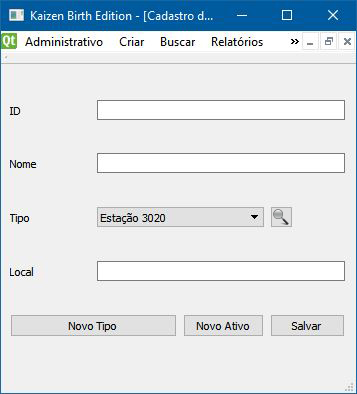 Kaizen Birth Edition - [Cadastro d...
Qt Administrativo Criar Buscar Relatórios »
ID
Nome
Tipo Estação 3020
Local
Novo Tipo Novo Ativo Salvar